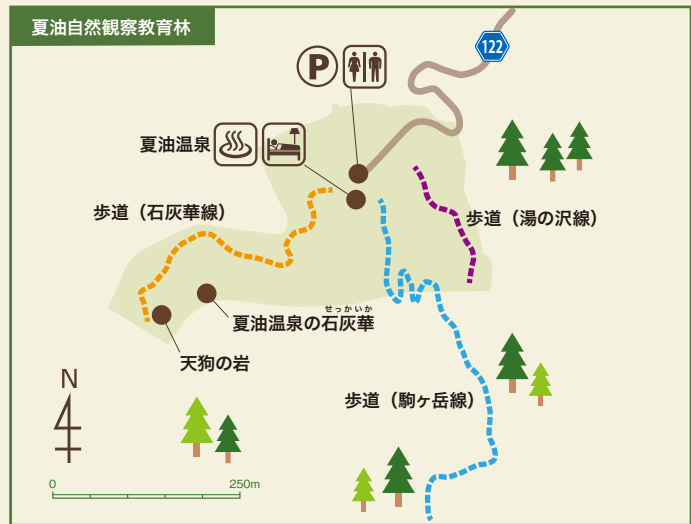 夏油自然観察教育林
122
P
夏油温泉
歩道（石灰華線）
歩道（湯の沢線）
せっかいか
夏油温泉の石灰華
天狗の岩
歩道（駒ヶ岳線）
N
0 250m